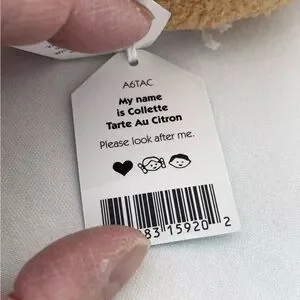 A6TAC
My name
is Collette
Tarte Au Citron
Please look after me.
83 15920 2